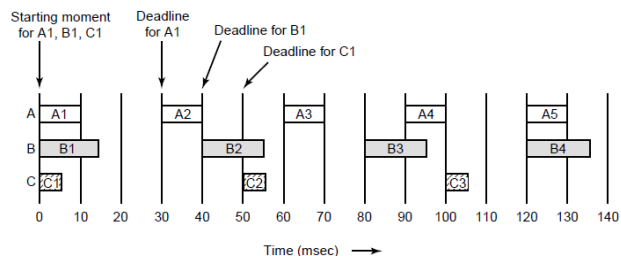 Starting moment
for A1, B1, C1
Deadline
for A1
Deadline for B1
Deadline for C1
A A1 A2 A3 A4 A5
B B1 B2 B3 B4
C C1 C2 C3
0 10 20 30 40 50 60 70 80 90 100 110 120 130 140
Time (msec)